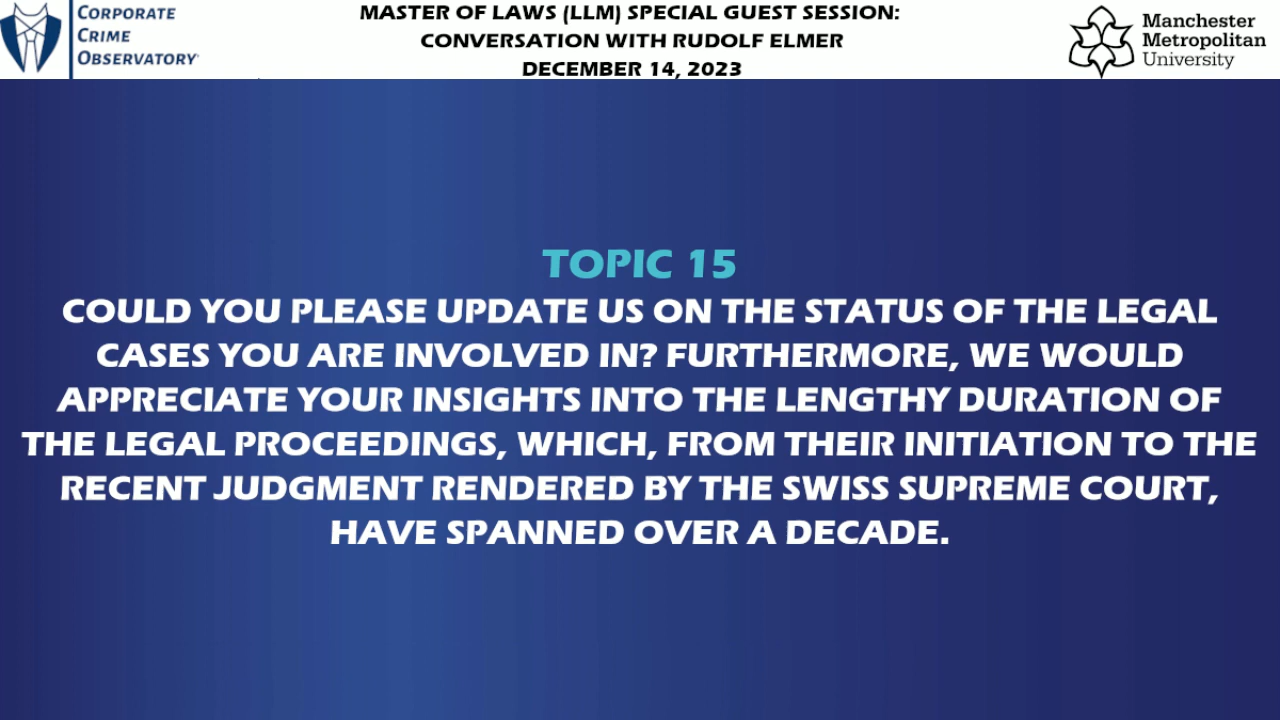 CORPORATE
CRIME
OBSERVATORY
MASTER OF LAWS (LLM) SPECIAL GUEST SESSION:
CONVERSATION WITH RUDOLF ELMER
DECEMBER 14, 2023
Manchester
Metropolitan
University
TOPIC 15
COULD YOU PLEASE UPDATE US ON THE STATUS OF THE LEGAL
CASES YOU ARE INVOLVED IN? FURTHERMORE, WE WOULD
APPRECIATE YOUR INSIGHTS INTO THE LENGTHY DURATION OF
THE LEGAL PROCEEDINGS, WHICH, FROM THEIR INITIATION TO THE
RECENT JUDGMENT RENDERED BY THE SWISS SUPREME COURT,
HAVE SPANNED OVER A DECADE.